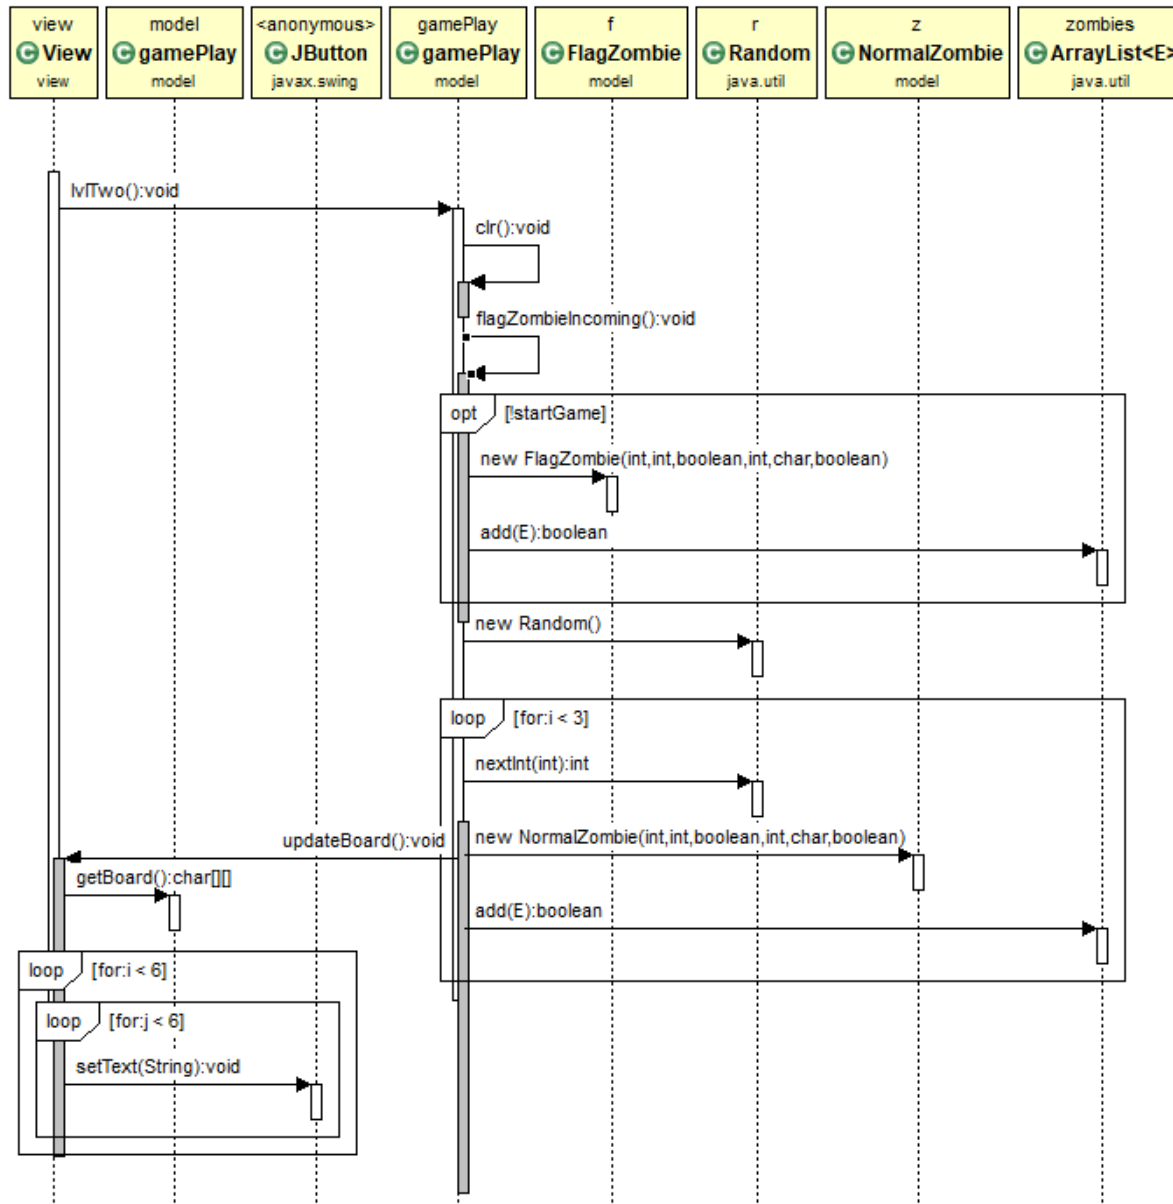 view model <anonymous> gamePlay f r z zombies
C View C gamePlay C JButton C gamePlay C FlagZombie C Random C NormalZombie C ArrayList<E>
view model javax.swing model model java.util model java.util
lvlTwo():void
clr():void
flagZombieIncoming():void
opt [!startGame]
new FlagZombie(int,int,boolean,int,char,boolean)
add(E):boolean
new Random()
loop [for:i < 3]
nextInt(int):int
updateBoard():void new NormalZombie(int,int,boolean,int,char,boolean)
getBoard():char[][]
add(E):boolean
loop [for:i < 6]
loop [for:j < 6]
setText(String):void